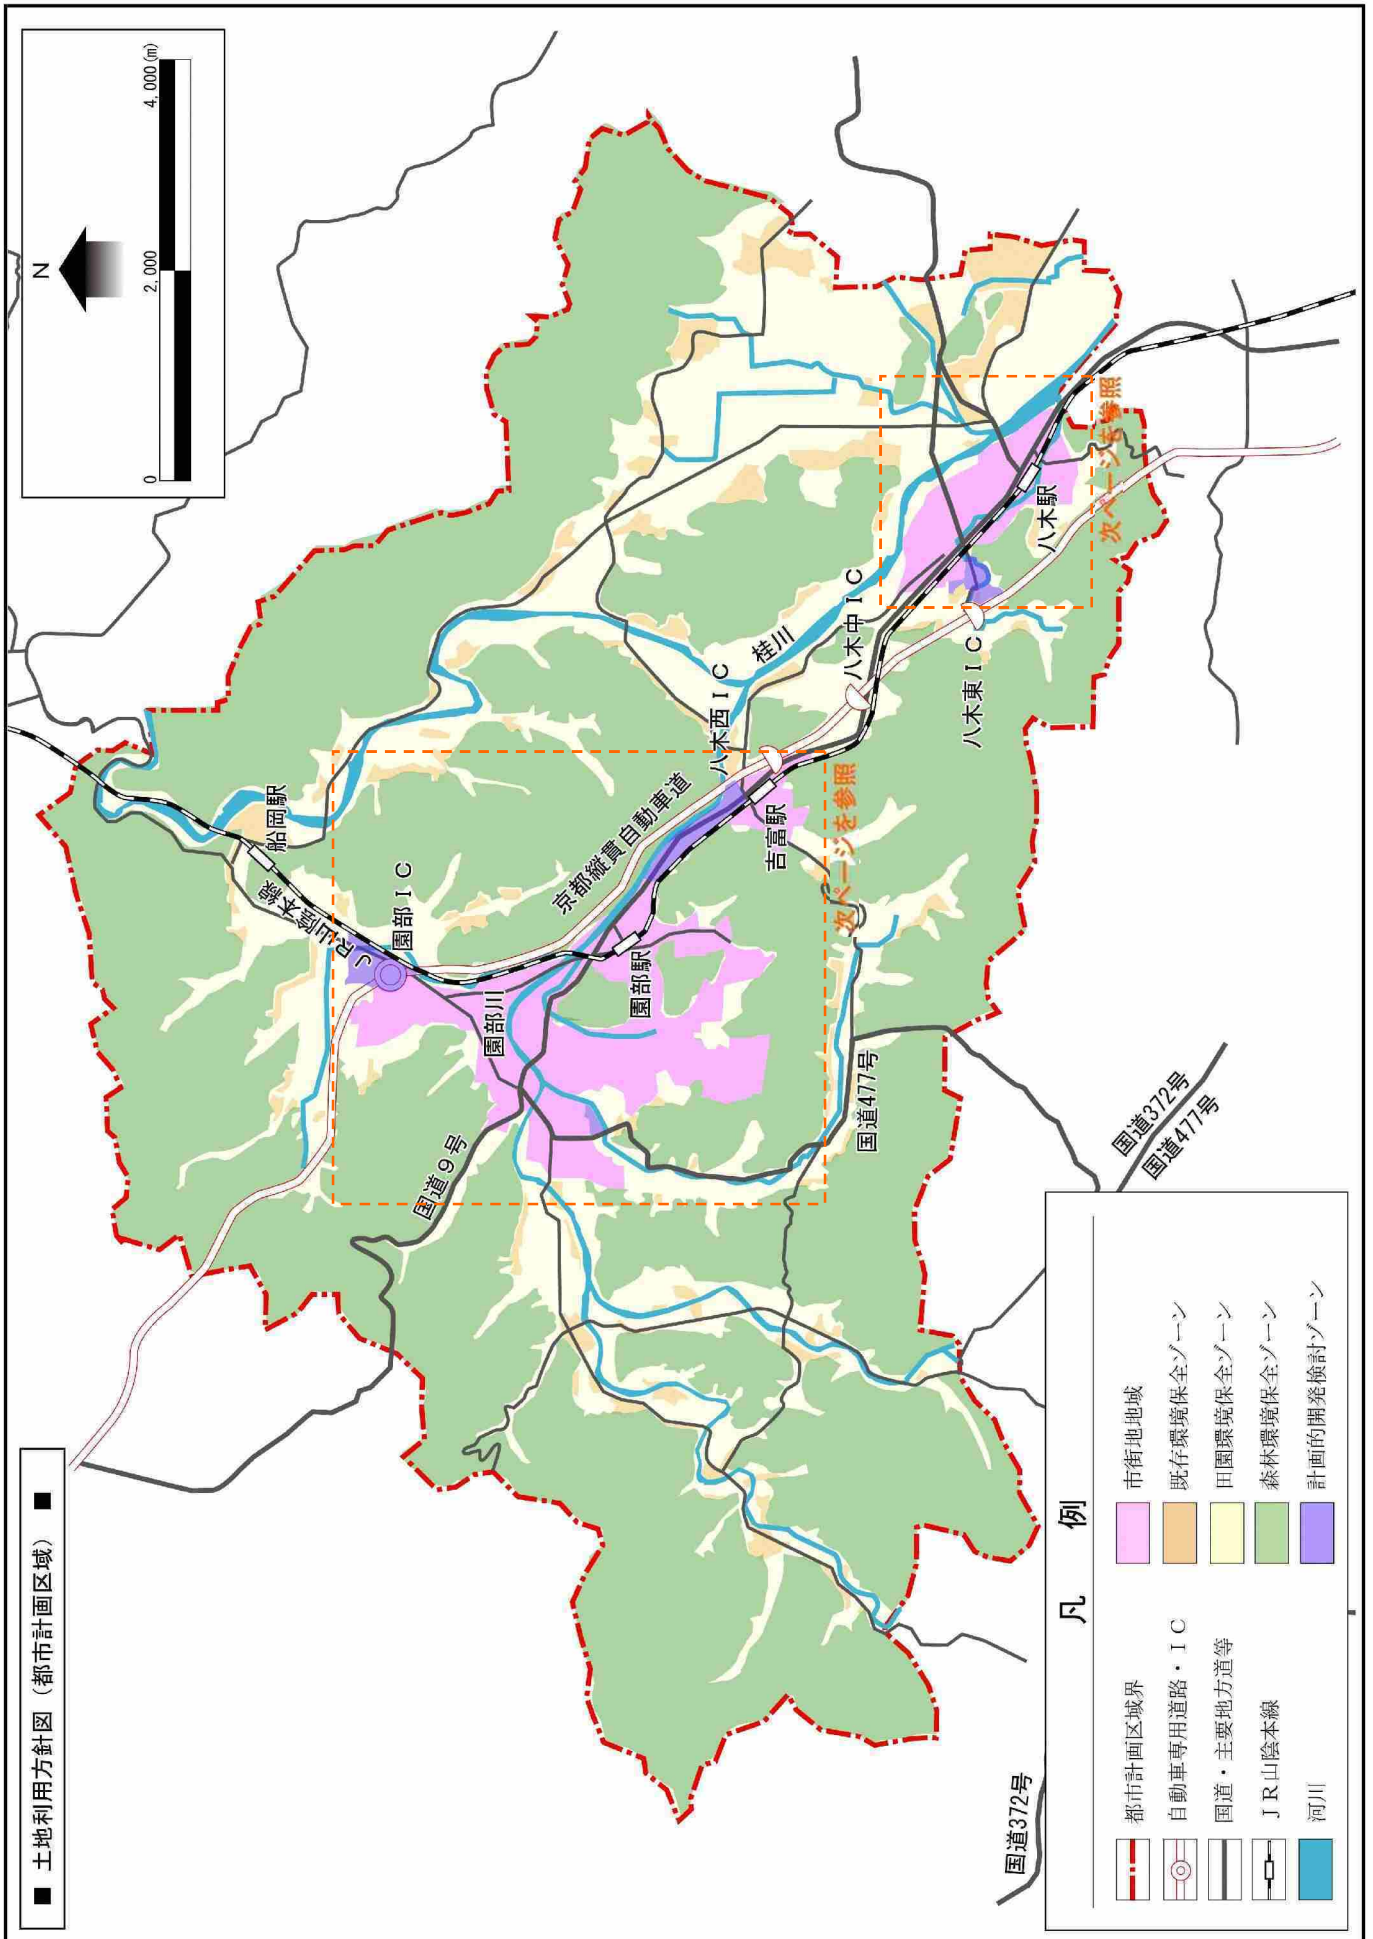 ■ 土地利用方針図（都市計画区域） ■
N
0
2,000
4,000(m)
船岡駅
JR山陰本線
園部IC
京都縦貫自動車道
園部川
園部駅
国道9号
八木西IC
桂川
八木中IC
吉富駅
次ページを参照
八木駅
八木東IC
次ページを参照
国道477号
国道372号
国道477号
国道372号
凡例
都市計画区域界
自動車専用道路・IC
国道・主要地方道等
JR山陰本線
河川
市街地地域
既存環境保全ゾーン
田園環境保全ゾーン
森林環境保全ゾーン
計画的開発検討ゾーン